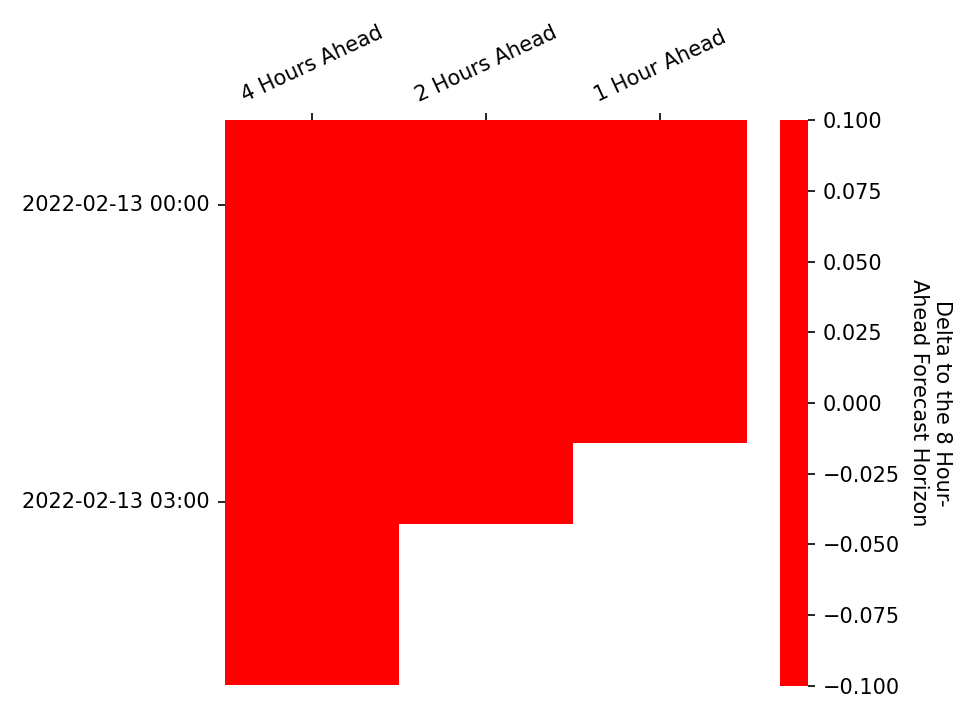 4 Hours Ahead
2 Hours Ahead
1 Hour Ahead
2022-02-13 00:00
2022-02-13 03:00
0.100
0.075
0.050
0.025
0.000
−0.025
−0.050
−0.075
−0.100
Delta to the 8 Hour-
Ahead Forecast Horizon